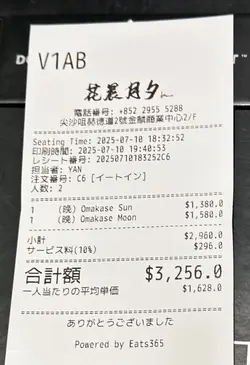 V1AB
花裴月夕
電話番号: +852 2955 5288
尖沙咀赫德道2號金麟商業中心2/F
Seating Time: 2025-07-10 18:32:52
印刷時間: 2025-07-10 19:40:53
レシート番号: 20250710183252C6
担当者: YAN
注文番号: C6 [イートイン]
人数: 2
1 (晚) Omakase Sun $1,380.0
1 (晚) Omakase Moon $1,580.0
小計 $2,960.0
サービス料(10%) $296.0
合計額 $3,256.0
一人当たりの平均単価 $1,628.0
ありがとうございました
Powered by Eats365